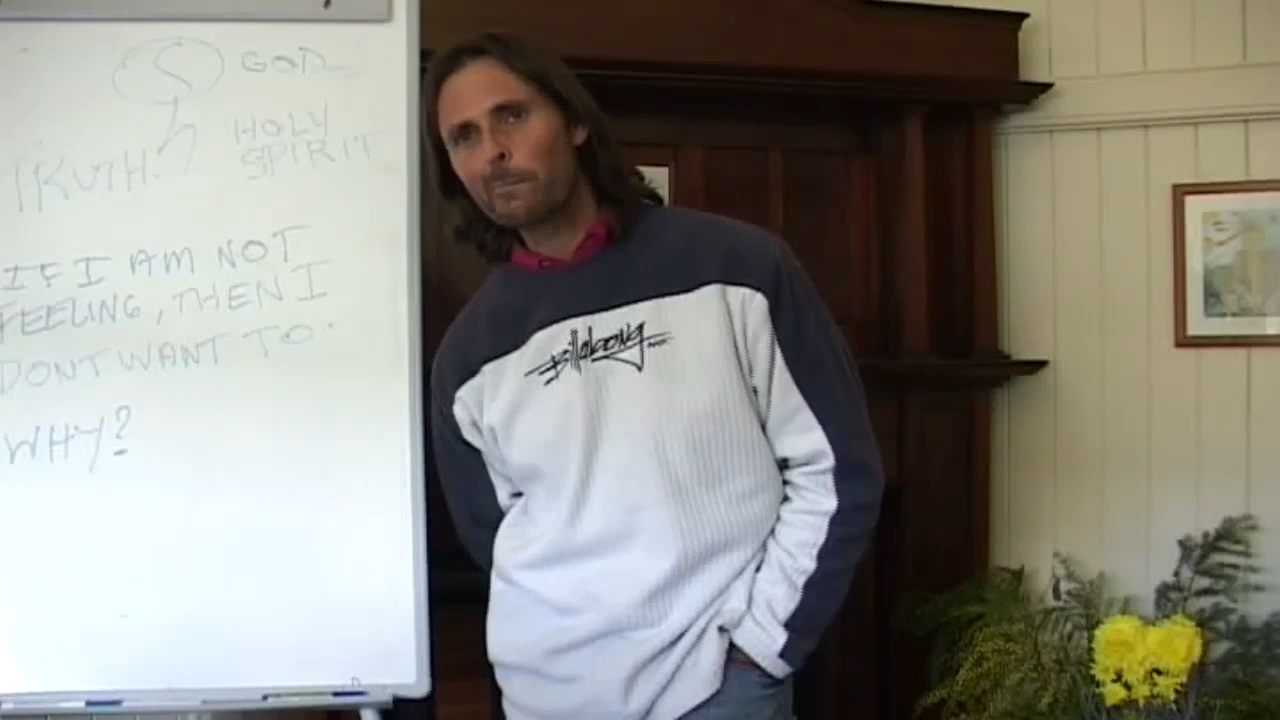 GOD
HOLY
SPIRIT
TRUTH.
IF I AM NOT
FEELING, THEN I
DONT WANT TO
WHY?
Billabong